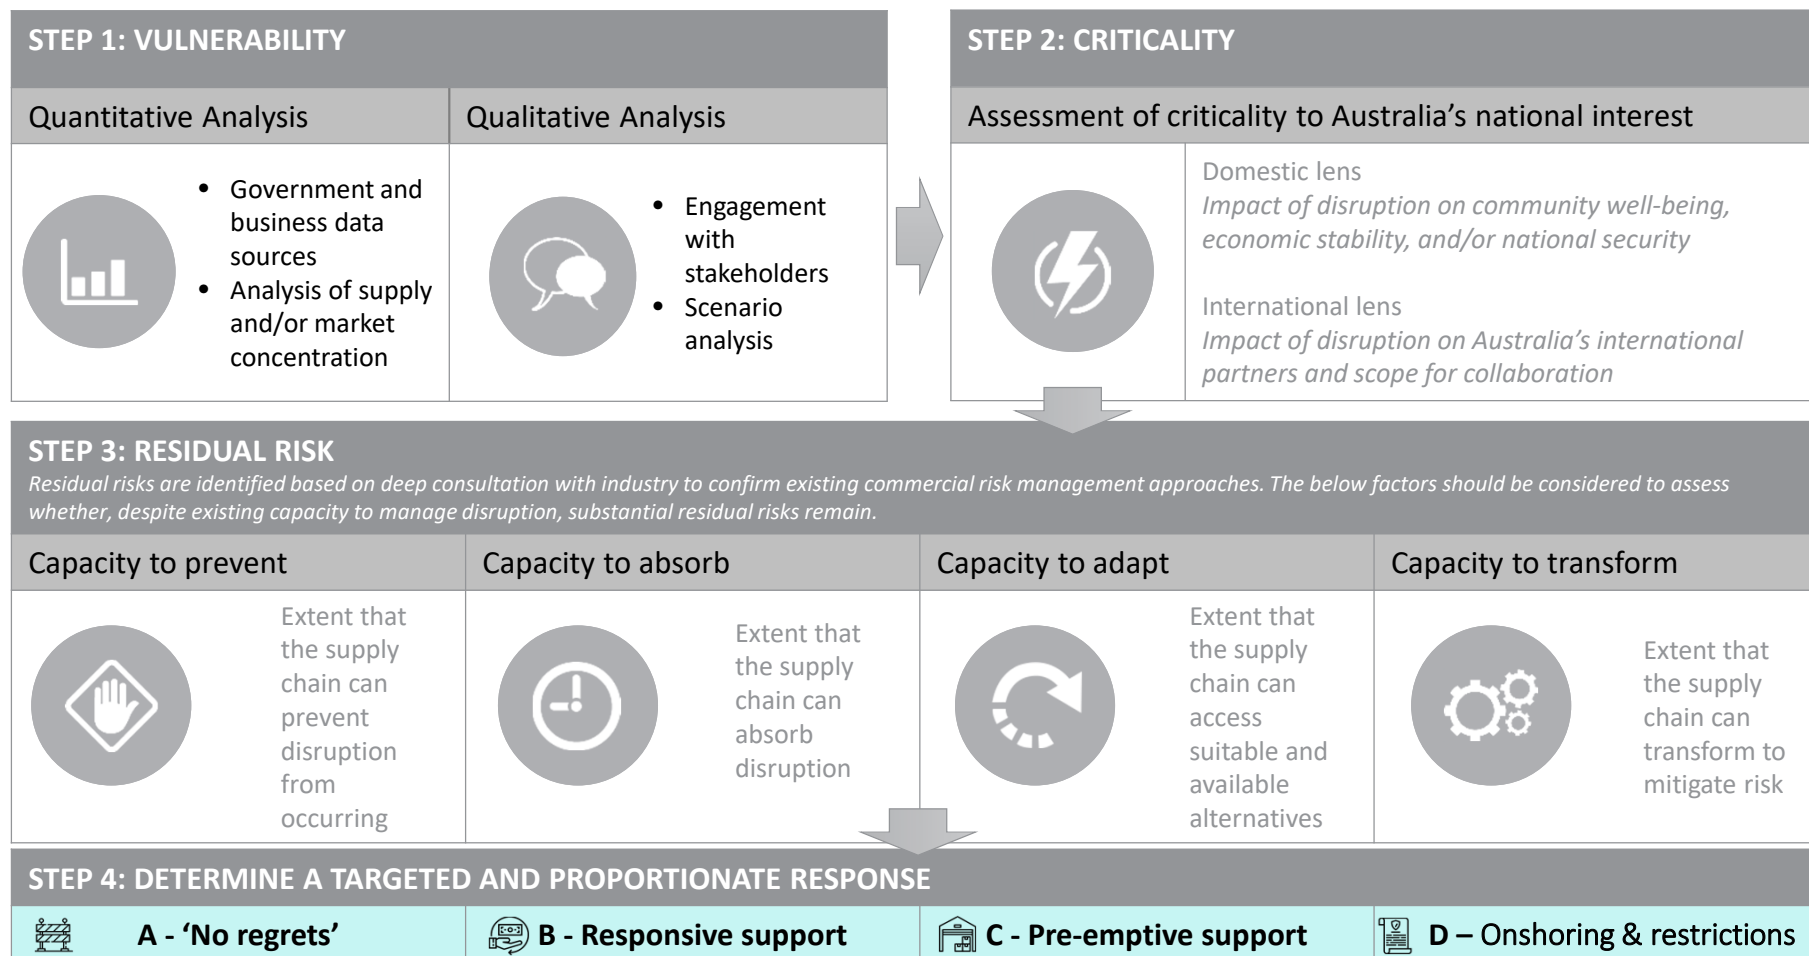 STEP 1: VULNERABILITY
Quantitative Analysis
• Government and
business data
sources
• Analysis of supply
and/or market
concentration
Qualitative Analysis
• Engagement
with
stakeholders
• Scenario
analysis
STEP 2: CRITICALITY
Assessment of criticality to Australia’s national interest
Domestic lens
Impact of disruption on community well-being,
economic stability, and/or national security
International lens
Impact of disruption on Australia’s international
partners and scope for collaboration
STEP 3: RESIDUAL RISK
Residual risks are identified based on deep consultation with industry to confirm existing commercial risk management approaches. The below factors should be considered to assess
whether, despite existing capacity to manage disruption, substantial residual risks remain.
Capacity to prevent
Extent that
the supply
chain can
prevent
disruption
from
occurring
Capacity to absorb
Extent that
the supply
chain can
absorb
disruption
Capacity to adapt
Extent that
the supply
chain can
access
suitable and
available
alternatives
Capacity to transform
Extent that
the supply
chain can
transform to
mitigate risk
STEP 4: DETERMINE A TARGETED AND PROPORTIONATE RESPONSE
A - ‘No regrets’
B - Responsive support
C - Pre-emptive support
D – Onshoring & restrictions